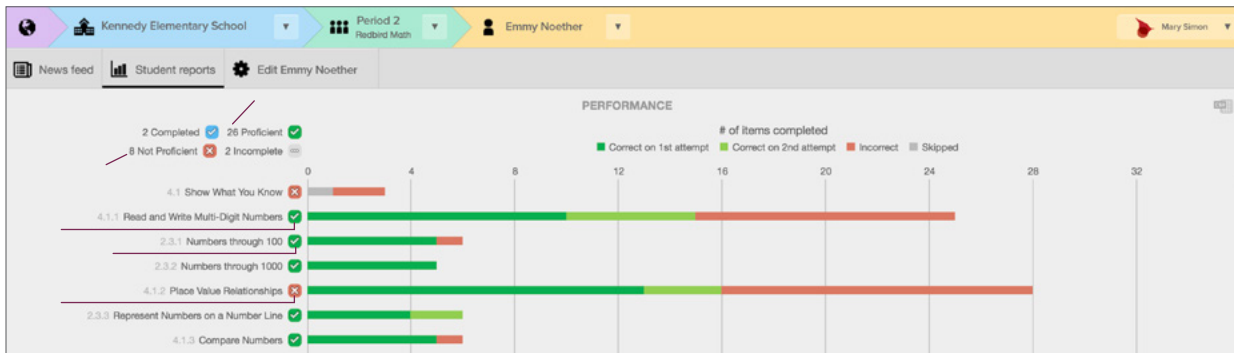 Kennedy Elementary School
Period 2
Redbird Math
Emmy Noether
Mary Simon
News feed
Student reports
Edit Emmy Noether
PERFORMANCE
2 Completed 26 Proficient
8 Not Proficient 2 Incomplete
# of items completed
Correct on 1st attempt Correct on 2nd attempt Incorrect Skipped
0 4 8 12 16 20 24 28 32
4.1 Show What You Know
4.1.1 Read and Write Multi-Digit Numbers
2.3.1 Numbers through 100
2.3.2 Numbers through 1000
4.1.2 Place Value Relationships
2.3.3 Represent Numbers on a Number Line
4.1.3 Compare Numbers